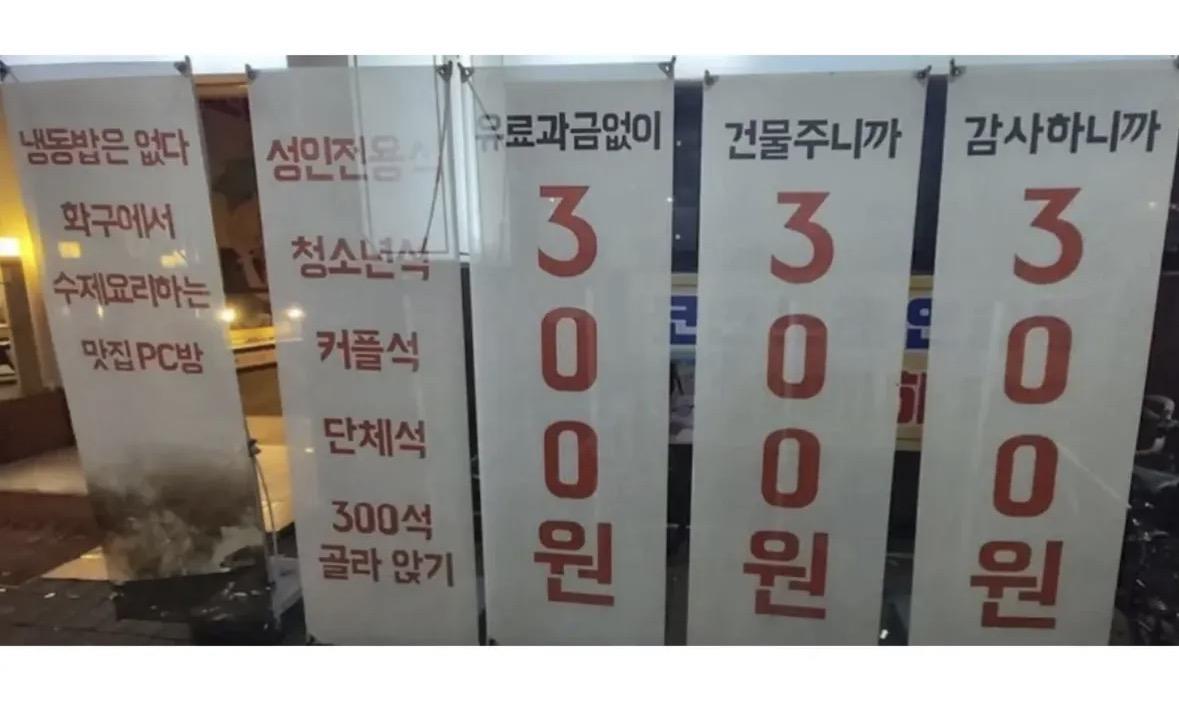 냉동밥은 없다
화구에서
수제요리하는
맛집 PC방
성인전용석
청소년석
커플석
단체석
300석
골라 앉기
유료과금없이
300원
건물주니까
300원
감사하니까
300원